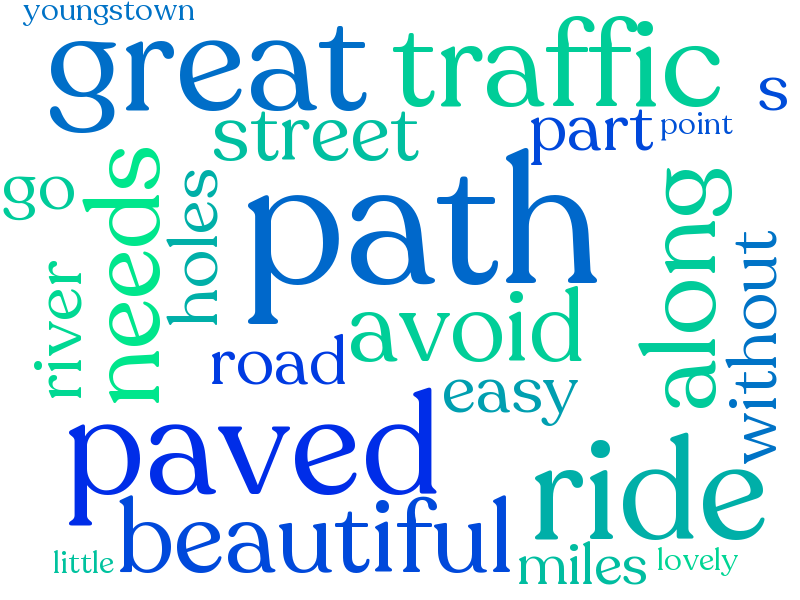 youngstown
great
traffic
s
street
part
point
go
needs
holes
path
along
river
without
avoid
road
easy
paved
ride
beautiful
little
miles
lovely